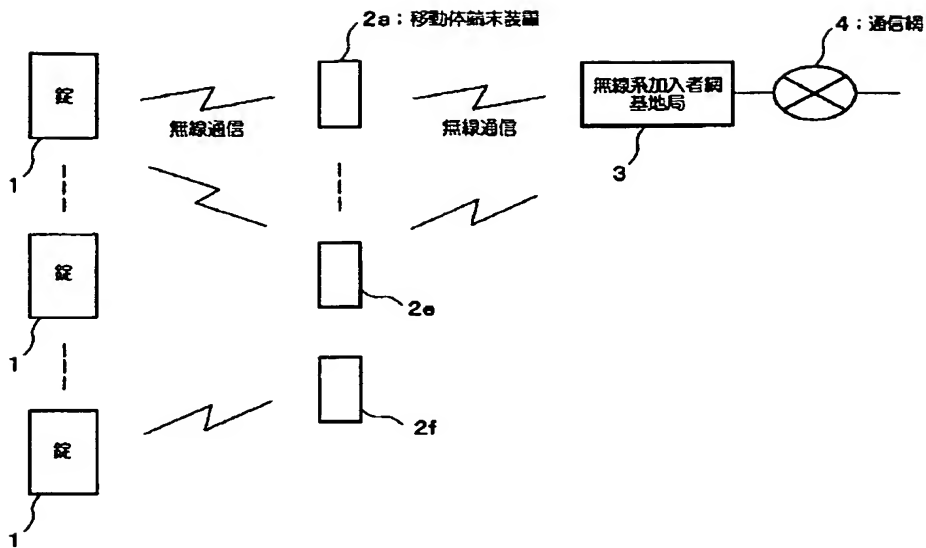 2a：移動体端末装置
4：通信網
錠
無線通信
無線通信
無線系加入者網
基地局
1
3
錠
2e
1
2f
錠
1